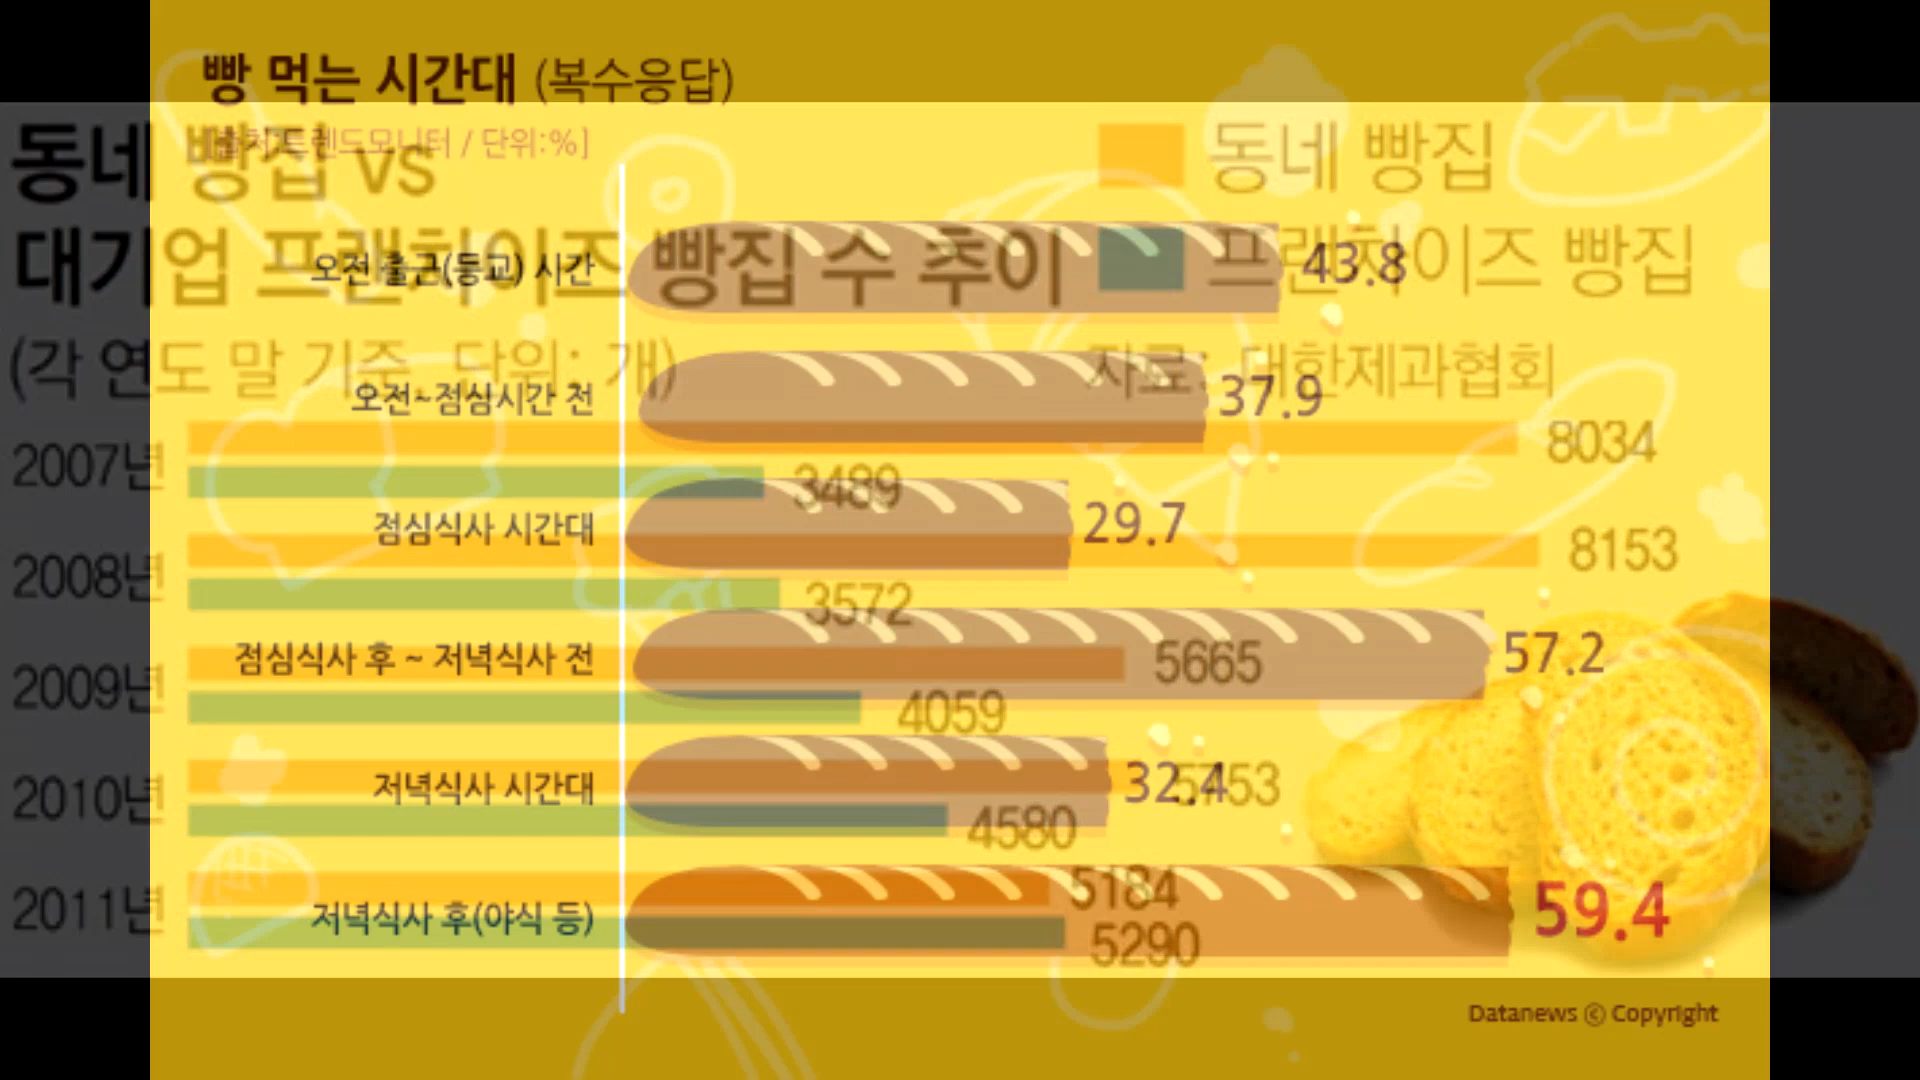 빵 먹는 시간대 (복수응답)
[출처:트렌드모니터 / 단위:%]
오전 출근(등교) 시간 43.8
오전~점심시간 전 37.9
점심식사 시간대 29.7
점심식사 후 ~ 저녁식사 전 57.2
저녁식사 시간대 32.4
저녁식사 후(야식 등) 59.4
Datanews © Copyright
동네 빵집 vs
대기업 프랜차이즈 빵집 수 추이
(각 연도 말 기준, 단위: 개)
동네 빵집
프랜차이즈 빵집
자료: 대한제과협회
2007년 8034
3489
2008년 8153
3572
2009년 5665
4059
2010년 5753
4580
2011년 5184
5290